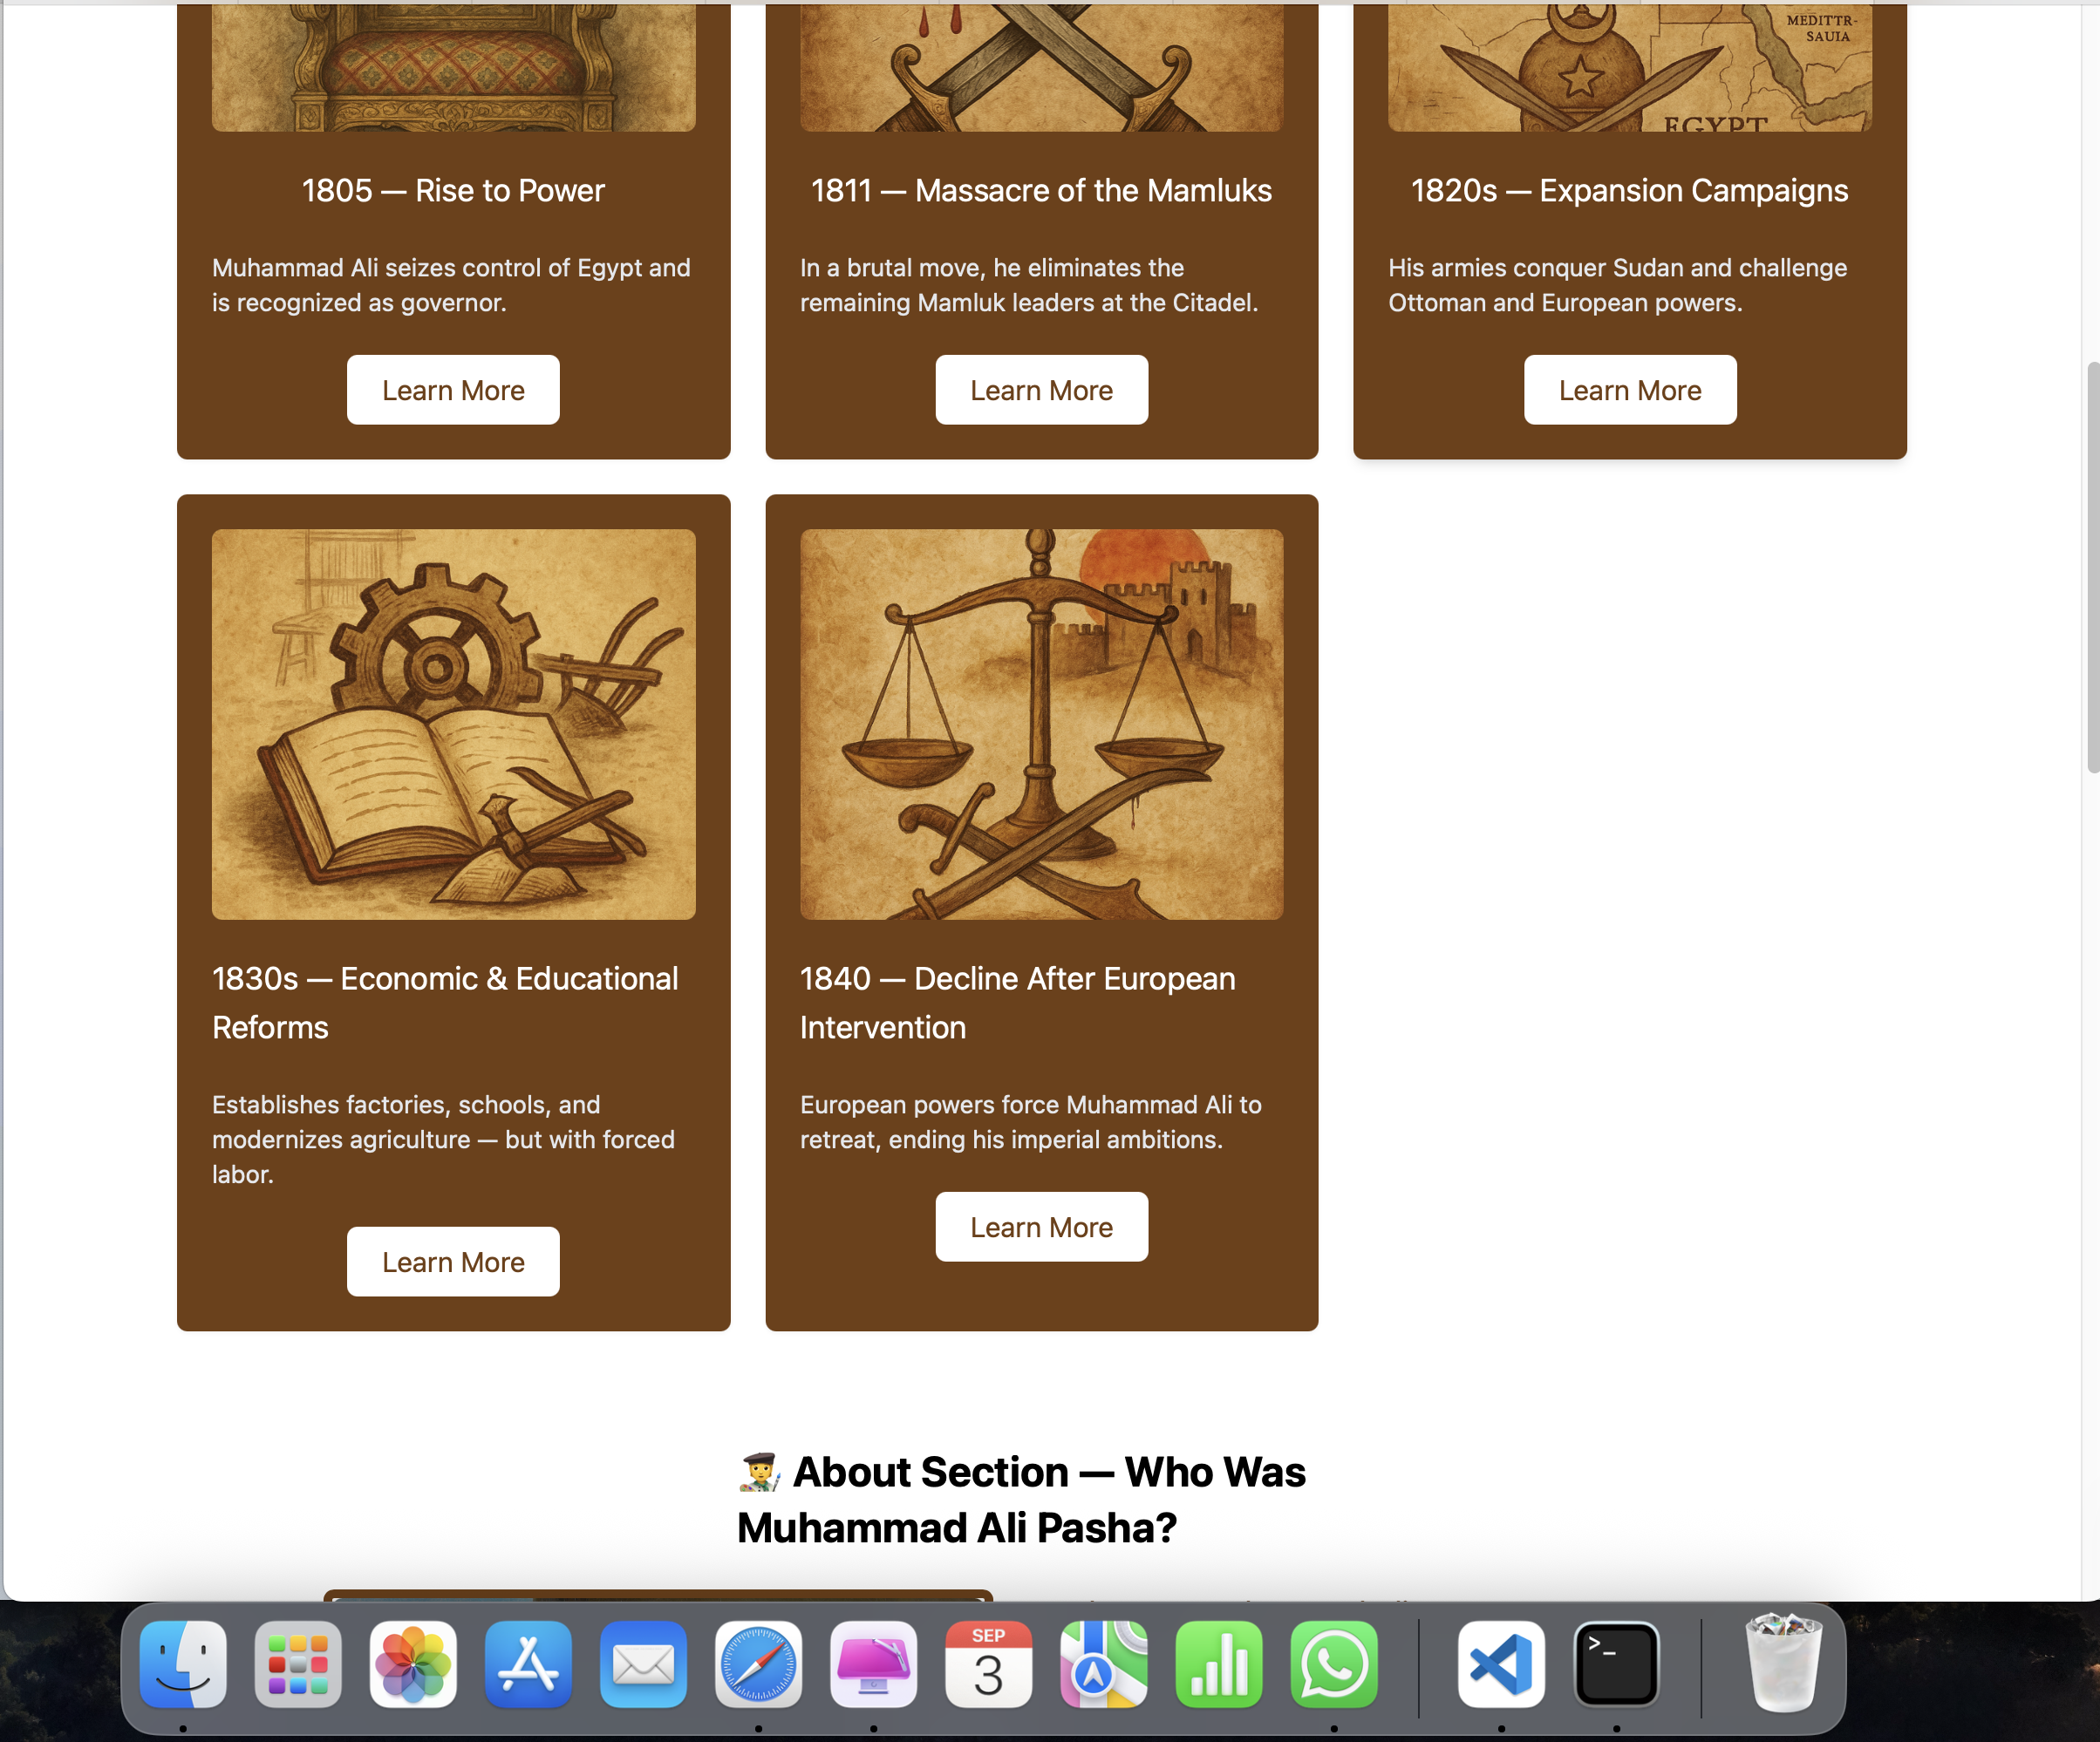 MEDITTR-
SAUIA
EGYPT
1805 — Rise to Power
Muhammad Ali seizes control of Egypt and
is recognized as governor.
Learn More
1811 — Massacre of the Mamluks
In a brutal move, he eliminates the
remaining Mamluk leaders at the Citadel.
Learn More
1820s — Expansion Campaigns
His armies conquer Sudan and challenge
Ottoman and European powers.
Learn More
1830s — Economic & Educational
Reforms
Establishes factories, schools, and
modernizes agriculture — but with forced
labor.
Learn More
1840 — Decline After European
Intervention
European powers force Muhammad Ali to
retreat, ending his imperial ambitions.
Learn More
👨‍🎨 About Section — Who Was
Muhammad Ali Pasha?
SEP
3
>_